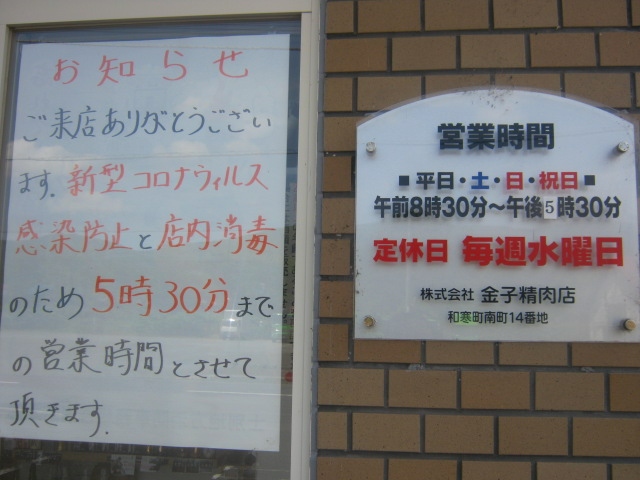 お知らせ
ご来店ありがとうござい
ます.新型コロナウィルス
感染防止と店内消毒
のため5時30分まで
の営業時間とさせて
頂きます.
営業時間
■平日・土・日・祝日■
午前8時30分〜午後5時30分
定休日 毎週水曜日
株式会社 金子精肉店
和寒町南町14番地